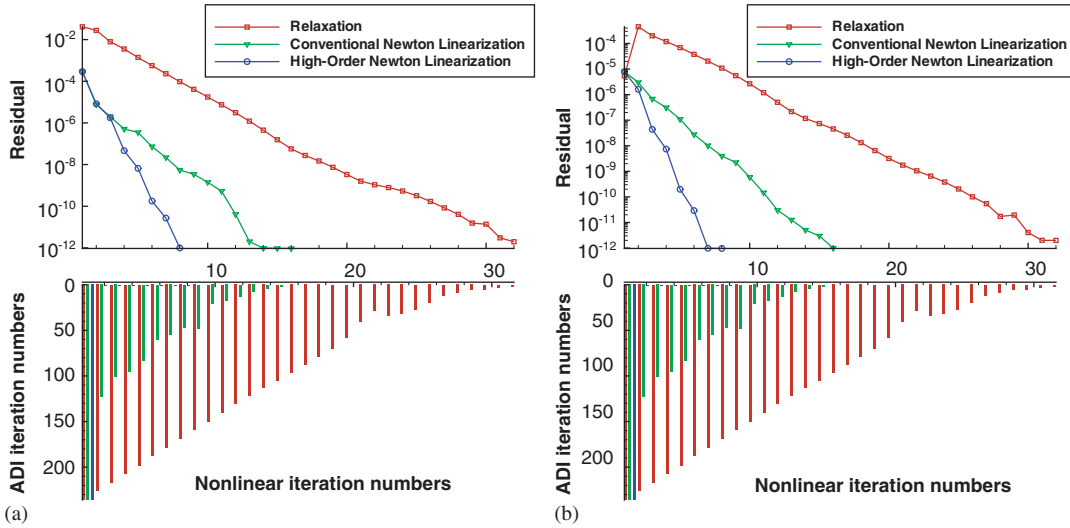 Relaxation
Conventional Newton Linearization
High-Order Newton Linearization
Residual
10-2
10-4
10-6
10-8
10-10
10-12
10
20
30
ADI iteration numbers
0
50
100
150
200
Nonlinear iteration numbers
(a)
Relaxation
Conventional Newton Linearization
High-Order Newton Linearization
Residual
10-4
10-5
10-6
10-7
10-8
10-9
10-10
10-11
10-12
10
20
30
ADI iteration numbers
0
50
100
150
200
Nonlinear iteration numbers
(b)